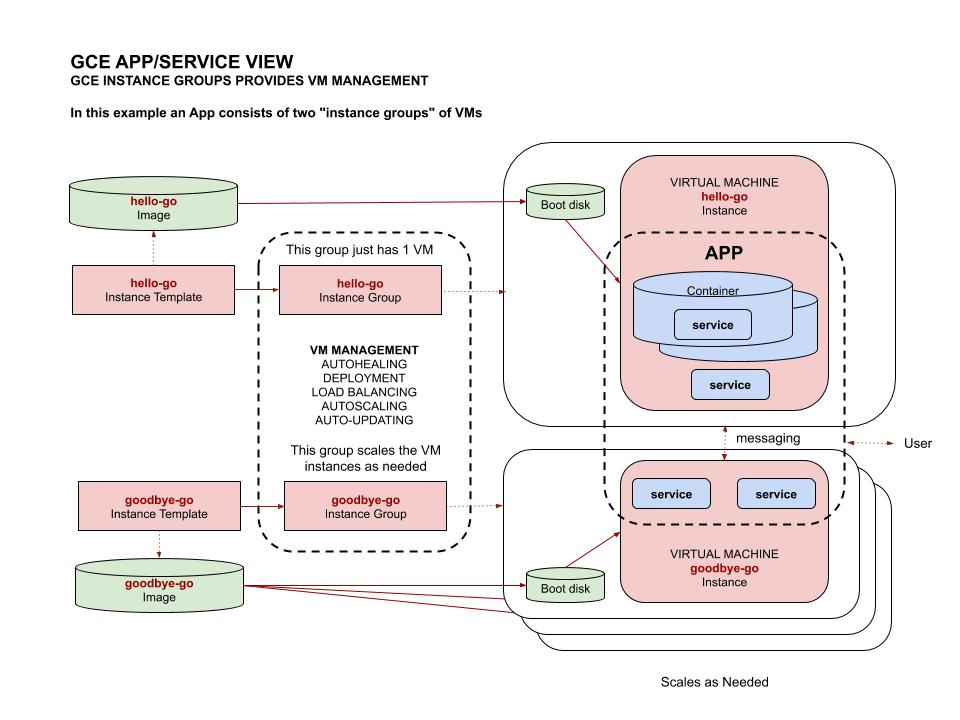 GCE APP/SERVICE VIEW
GCE INSTANCE GROUPS PROVIDES VM MANAGEMENT
In this example an App consists of two "instance groups" of VMs
hello-go
Image
Boot disk
VIRTUAL MACHINE
hello-go
Instance
This group just has 1 VM
APP
hello-go
Instance Template
hello-go
Instance Group
Container
service
service
VM MANAGEMENT
AUTOHEALING
DEPLOYMENT
LOAD BALANCING
AUTOSCALING
AUTO-UPDATING
messaging
User
This group scales the VM
instances as needed
goodbye-go
Instance Template
goodbye-go
Instance Group
service
service
goodbye-go
Image
Boot disk
VIRTUAL MACHINE
goodbye-go
Instance
Scales as Needed